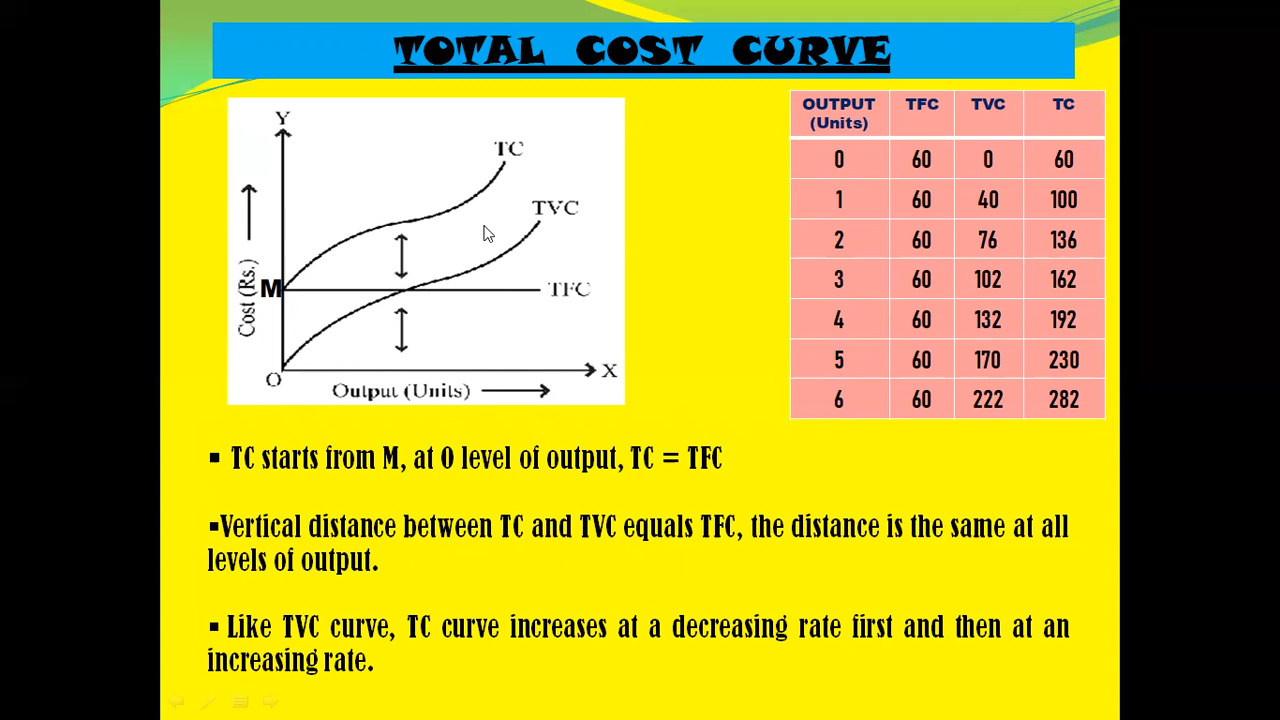 TOTAL COST CURVE
Y
TC
TVC
M
TFC
Cost (Rs.)
O
X
Output (Units)
OUTPUT (Units) TFC TVC TC
0 60 0 60
1 60 40 100
2 60 76 136
3 60 102 162
4 60 132 192
5 60 170 230
6 60 222 282
▪ TC starts from M, at 0 level of output, TC = TFC
▪Vertical distance between TC and TVC equals TFC, the distance is the same at all
levels of output.
▪ Like TVC curve, TC curve increases at a decreasing rate first and then at an
increasing rate.